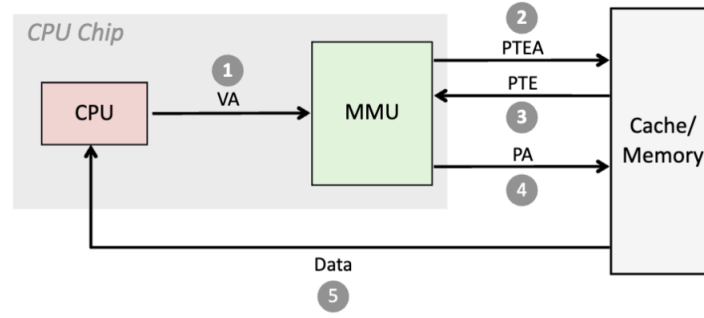 CPU Chip
2
PTEA
1
VA
CPU
MMU
PTE
3
Cache/
Memory
PA
4
Data
5